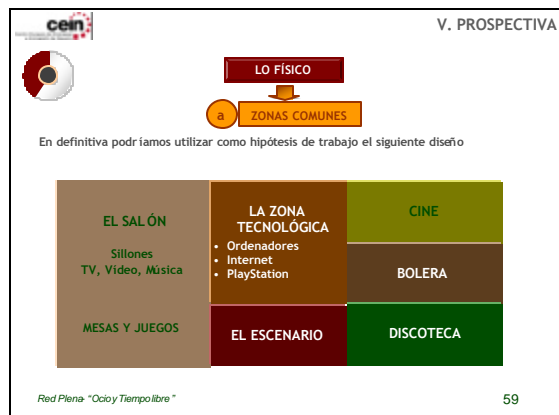 cein
V. PROSPECTIVA
LO FÍSICO
a
ZONAS COMUNES
En definitiva podríamos utilizar como hipótesis de trabajo el siguiente diseño
EL SALÓN
Sillones
TV, Vídeo, Música
MESAS Y JUEGOS
LA ZONA
TECNOLÓGICA
• Ordenadores
• Internet
• PlayStation
EL ESCENARIO
CINE
BOLERA
DISCOTECA
Red Plena- “Ocio y Tiempo libre”
59